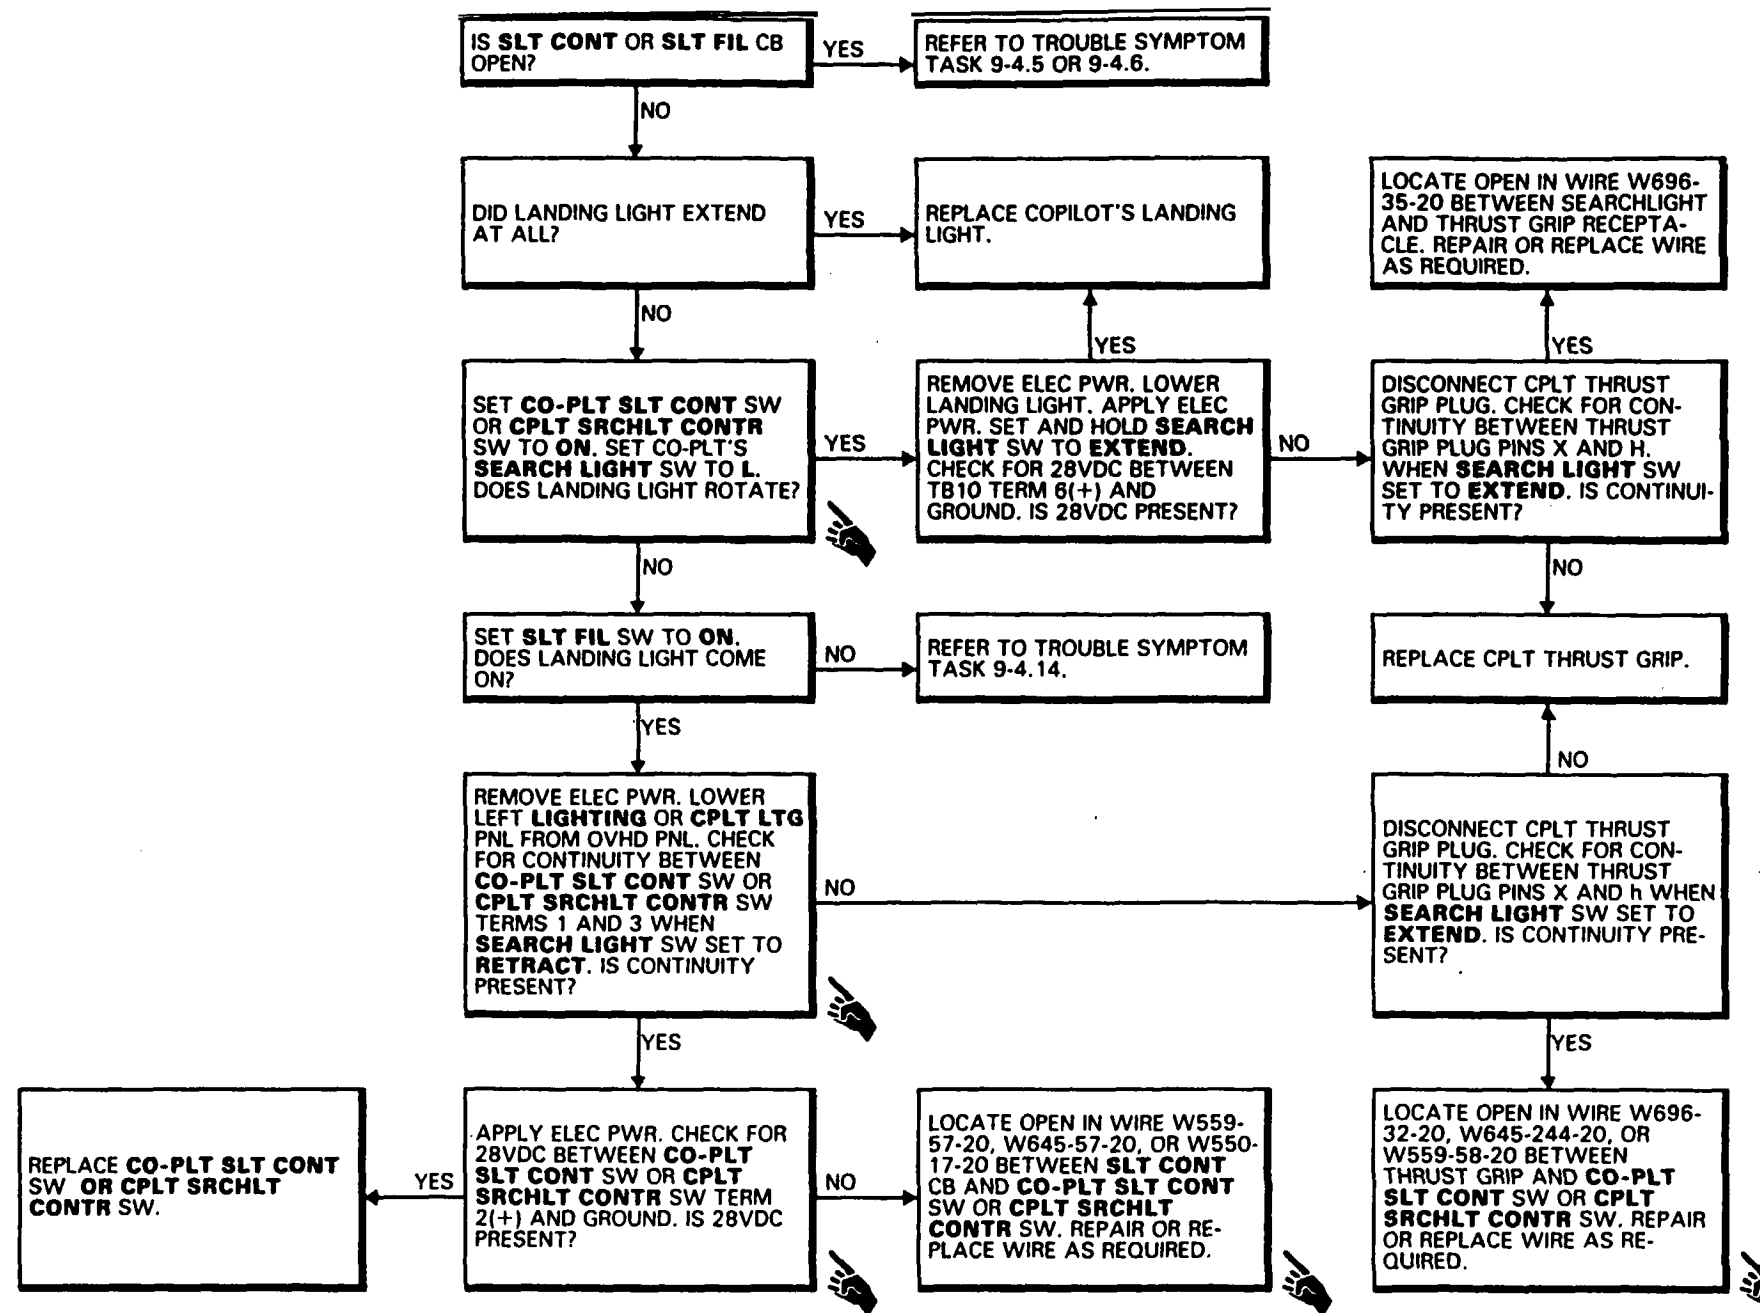 IS SLT CONT OR SLT FIL CB
OPEN?
YES
REFER TO TROUBLE SYMPTOM
TASK 9-4.5 OR 9-4.6.
NO
DID LANDING LIGHT EXTEND
AT ALL?
YES
REPLACE COPILOT'S LANDING
LIGHT.
LOCATE OPEN IN WIRE W696-
35-20 BETWEEN SEARCHLIGHT
AND THRUST GRIP RECEPTA-
CLE. REPAIR OR REPLACE WIRE
AS REQUIRED.
NO
YES
YES
SET CO-PLT SLT CONT SW
OR CPLT SRCHLT CONTR
SW TO ON. SET CO-PLT'S
SEARCH LIGHT SW TO L.
DOES LANDING LIGHT ROTATE?
YES
REMOVE ELEC PWR. LOWER
LANDING LIGHT. APPLY ELEC
PWR. SET AND HOLD SEARCH
LIGHT SW TO EXTEND.
CHECK FOR 28VDC BETWEEN
TB10 TERM 6(+) AND
GROUND. IS 28VDC PRESENT?
NO
DISCONNECT CPLT THRUST
GRIP PLUG. CHECK FOR CON-
TINUITY BETWEEN THRUST
GRIP PLUG PINS X AND H.
WHEN SEARCH LIGHT SW
SET TO EXTEND. IS CONTINUI-
TY PRESENT?
NO
NO
SET SLT FIL SW TO ON.
DOES LANDING LIGHT COME
ON?
NO
REFER TO TROUBLE SYMPTOM
TASK 9-4.14.
REPLACE CPLT THRUST GRIP.
YES
NO
REMOVE ELEC PWR. LOWER
LEFT LIGHTING OR CPLT LTG
PNL FROM OVHD PNL. CHECK
FOR CONTINUITY BETWEEN
CO-PLT SLT CONT SW OR
CPLT SRCHLT CONTR SW
TERMS 1 AND 3 WHEN
SEARCH LIGHT SW SET TO
RETRACT. IS CONTINUITY
PRESENT?
NO
DISCONNECT CPLT THRUST
GRIP PLUG. CHECK FOR CON-
TINUITY BETWEEN THRUST
GRIP PLUG PINS X AND h WHEN
SEARCH LIGHT SW SET TO
EXTEND. IS CONTINUITY PRE-
SENT?
YES
YES
REPLACE CO-PLT SLT CONT
SW OR CPLT SRCHLT
CONTR SW.
YES
APPLY ELEC PWR. CHECK FOR
28VDC BETWEEN CO-PLT
SLT CONT SW OR CPLT
SRCHLT CONTR SW TERM
2(+) AND GROUND. IS 28VDC
PRESENT?
NO
LOCATE OPEN IN WIRE W559-
57-20, W645-57-20, OR W550-
17-20 BETWEEN SLT CONT
CB AND CO-PLT SLT CONT
SW OR CPLT SRCHLT
CONTR SW. REPAIR OR RE-
PLACE WIRE AS REQUIRED.
LOCATE OPEN IN WIRE W696-
32-20, W645-244-20, OR
W559-58-20 BETWEEN
THRUST GRIP AND CO-PLT
SLT CONT SW OR CPLT
SRCHLT CONTR SW. REPAIR
OR REPLACE WIRE AS RE-
QUIRED.